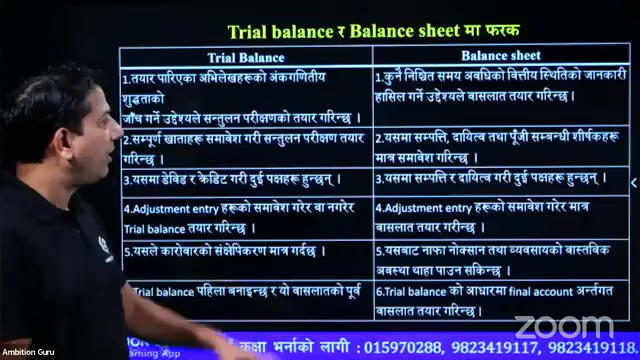 Trial balance र Balance sheet मा फरक
Trial Balance
Balance sheet
1.तयार पारिएका अभिलेखहरूको अंकगणितीय
शुद्धताको
जाँच गर्ने उद्देश्यले सन्तुलन परीक्षणको तयार गरिन्छ ।
1.कुनै निश्चित समय अवधिको वित्तीय स्थितिको जानकारी
हासिल गर्ने उद्देश्यले वासलात तयार गरिन्छ ।
2.सम्पूर्ण खाताहरू समावेश गरी सन्तुलन परीक्षण तयार
गरिन्छ ।
2.यसमा सम्पत्ति, दायित्व तथा पूँजी सम्बन्धी शीर्षकहरू
मात्र समावेश गरिन्छ ।
3.यसमा डेविड र क्रेडिट गरी दुई पक्षहरू हुन्छन् ।
3.यसमा सम्पत्ति र दायित्व गरी दुई पक्षहरू हुन्छन् ।
4.Adjustment entry हरूको समावेश गरेर वा नगरेर
Trial balance तयार गरिन्छ ।
4.Adjustment entry हरूको समावेश गरेर मात्र
वासलात तयार गरीन्छ ।
5.यसले कारोवारको संक्षेपिकरण मात्र गर्दछ ।
5.यसबाट नाफा नोक्सान तथा व्यवसायको वास्तविक
अवस्था थाहा पाउन सकिन्छ ।
Trial balance पहिला बनाइन्छ र यो वासलातको पूर्व
6.Trial balance को आधारमा final account अर्न्तगत
वासलात तयार गरिन्छ ।
zoom
कक्षा भर्नाको लागी : 015970288, 9823419117, 9823419118
arning App
Ambition Guru